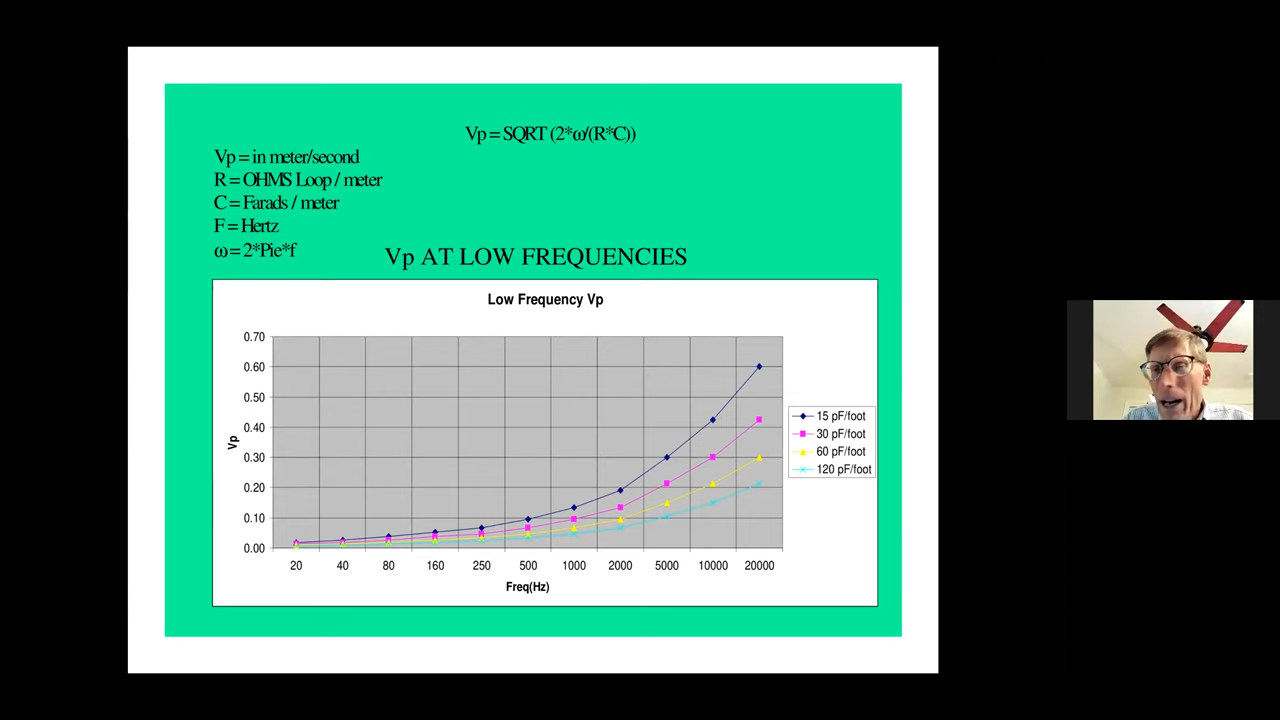 Vp = SQRT (2*ω/(R*C))
Vp = in meter/second
R = OHMS Loop / meter
C = Farads / meter
F = Hertz
ω = 2*Pie*f
Vp AT LOW FREQUENCIES
Low Frequency Vp
0.70
0.60
0.50
0.40
0.30
0.20
0.10
0.00
Vp
20 40 80 160 250 500 1000 2000 5000 10000 20000
Freq(Hz)
15 pF/foot
30 pF/foot
60 pF/foot
120 pF/foot